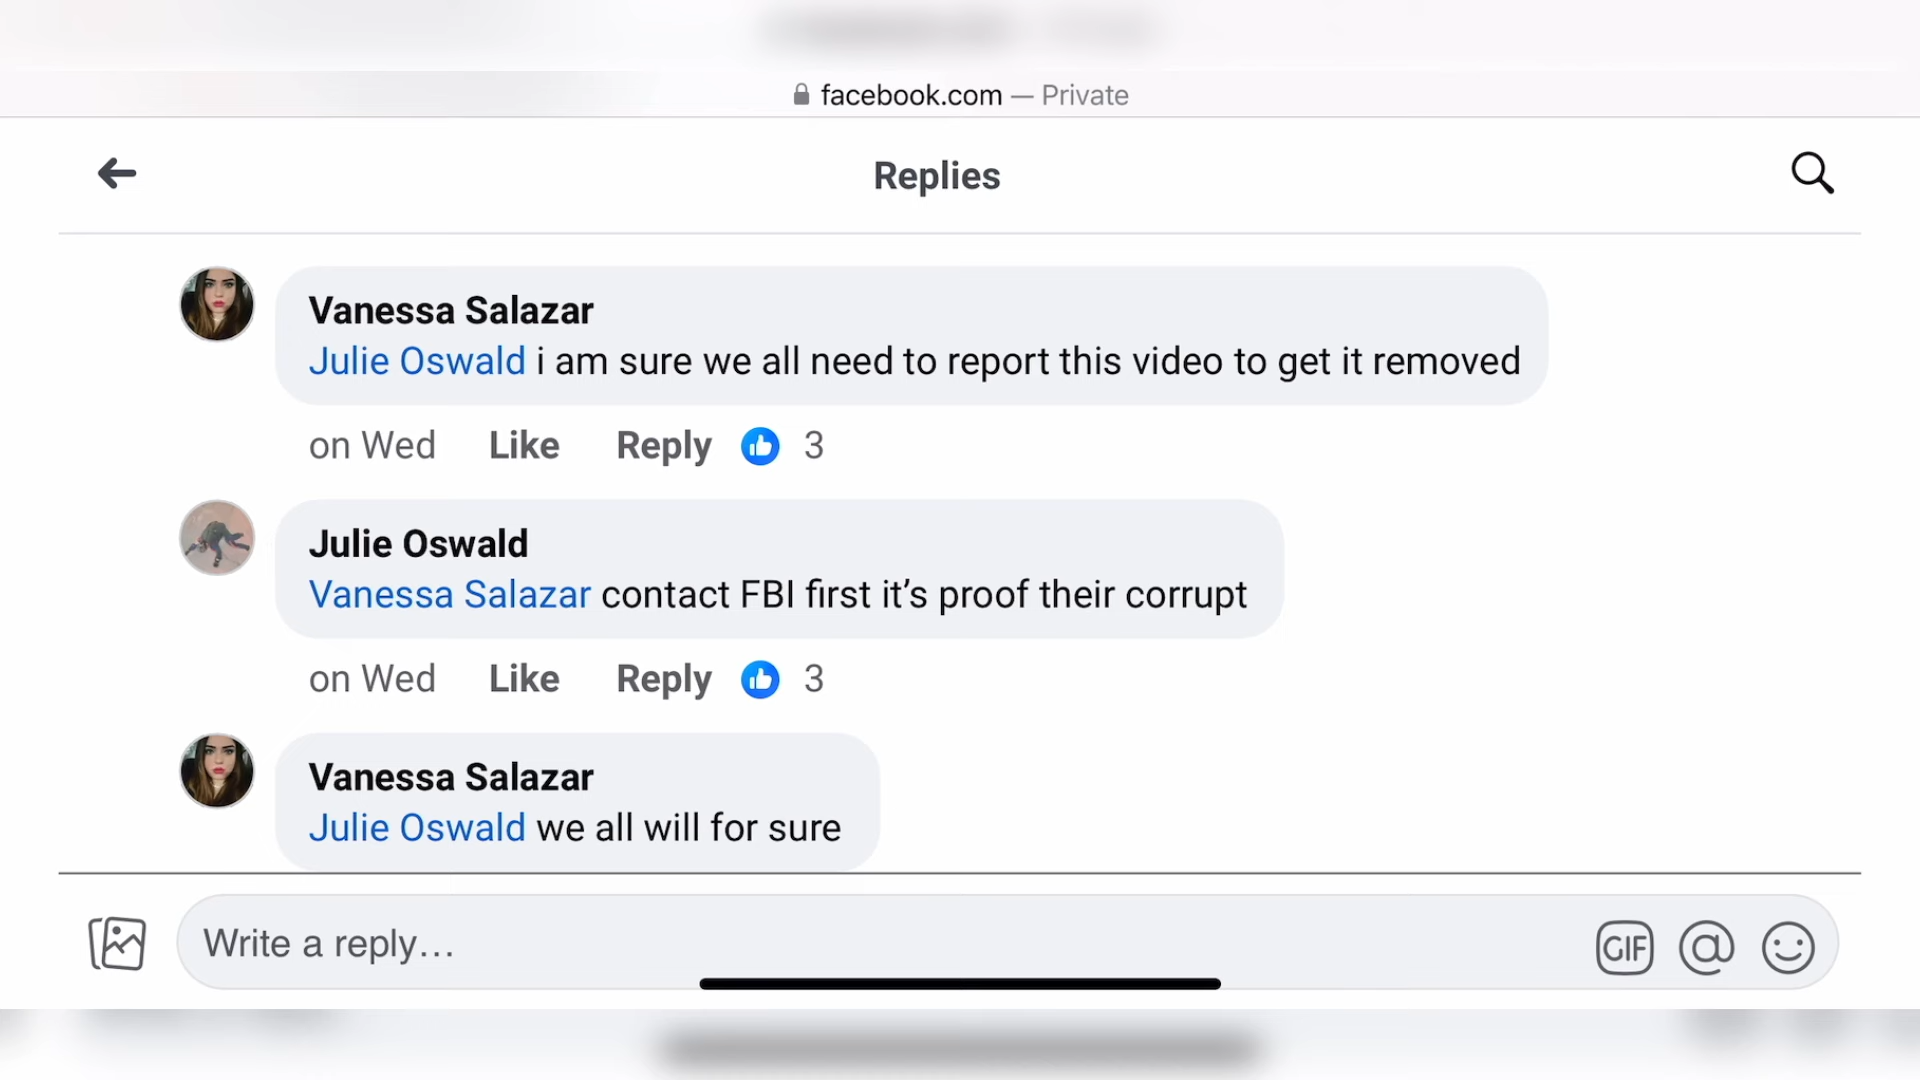 facebook.com — Private
Replies
Vanessa Salazar
Julie Oswald i am sure we all need to report this video to get it removed
on Wed Like Reply 3
Julie Oswald
Vanessa Salazar contact FBI first it’s proof their corrupt
on Wed Like Reply 3
Vanessa Salazar
Julie Oswald we all will for sure
Write a reply…
GIF @